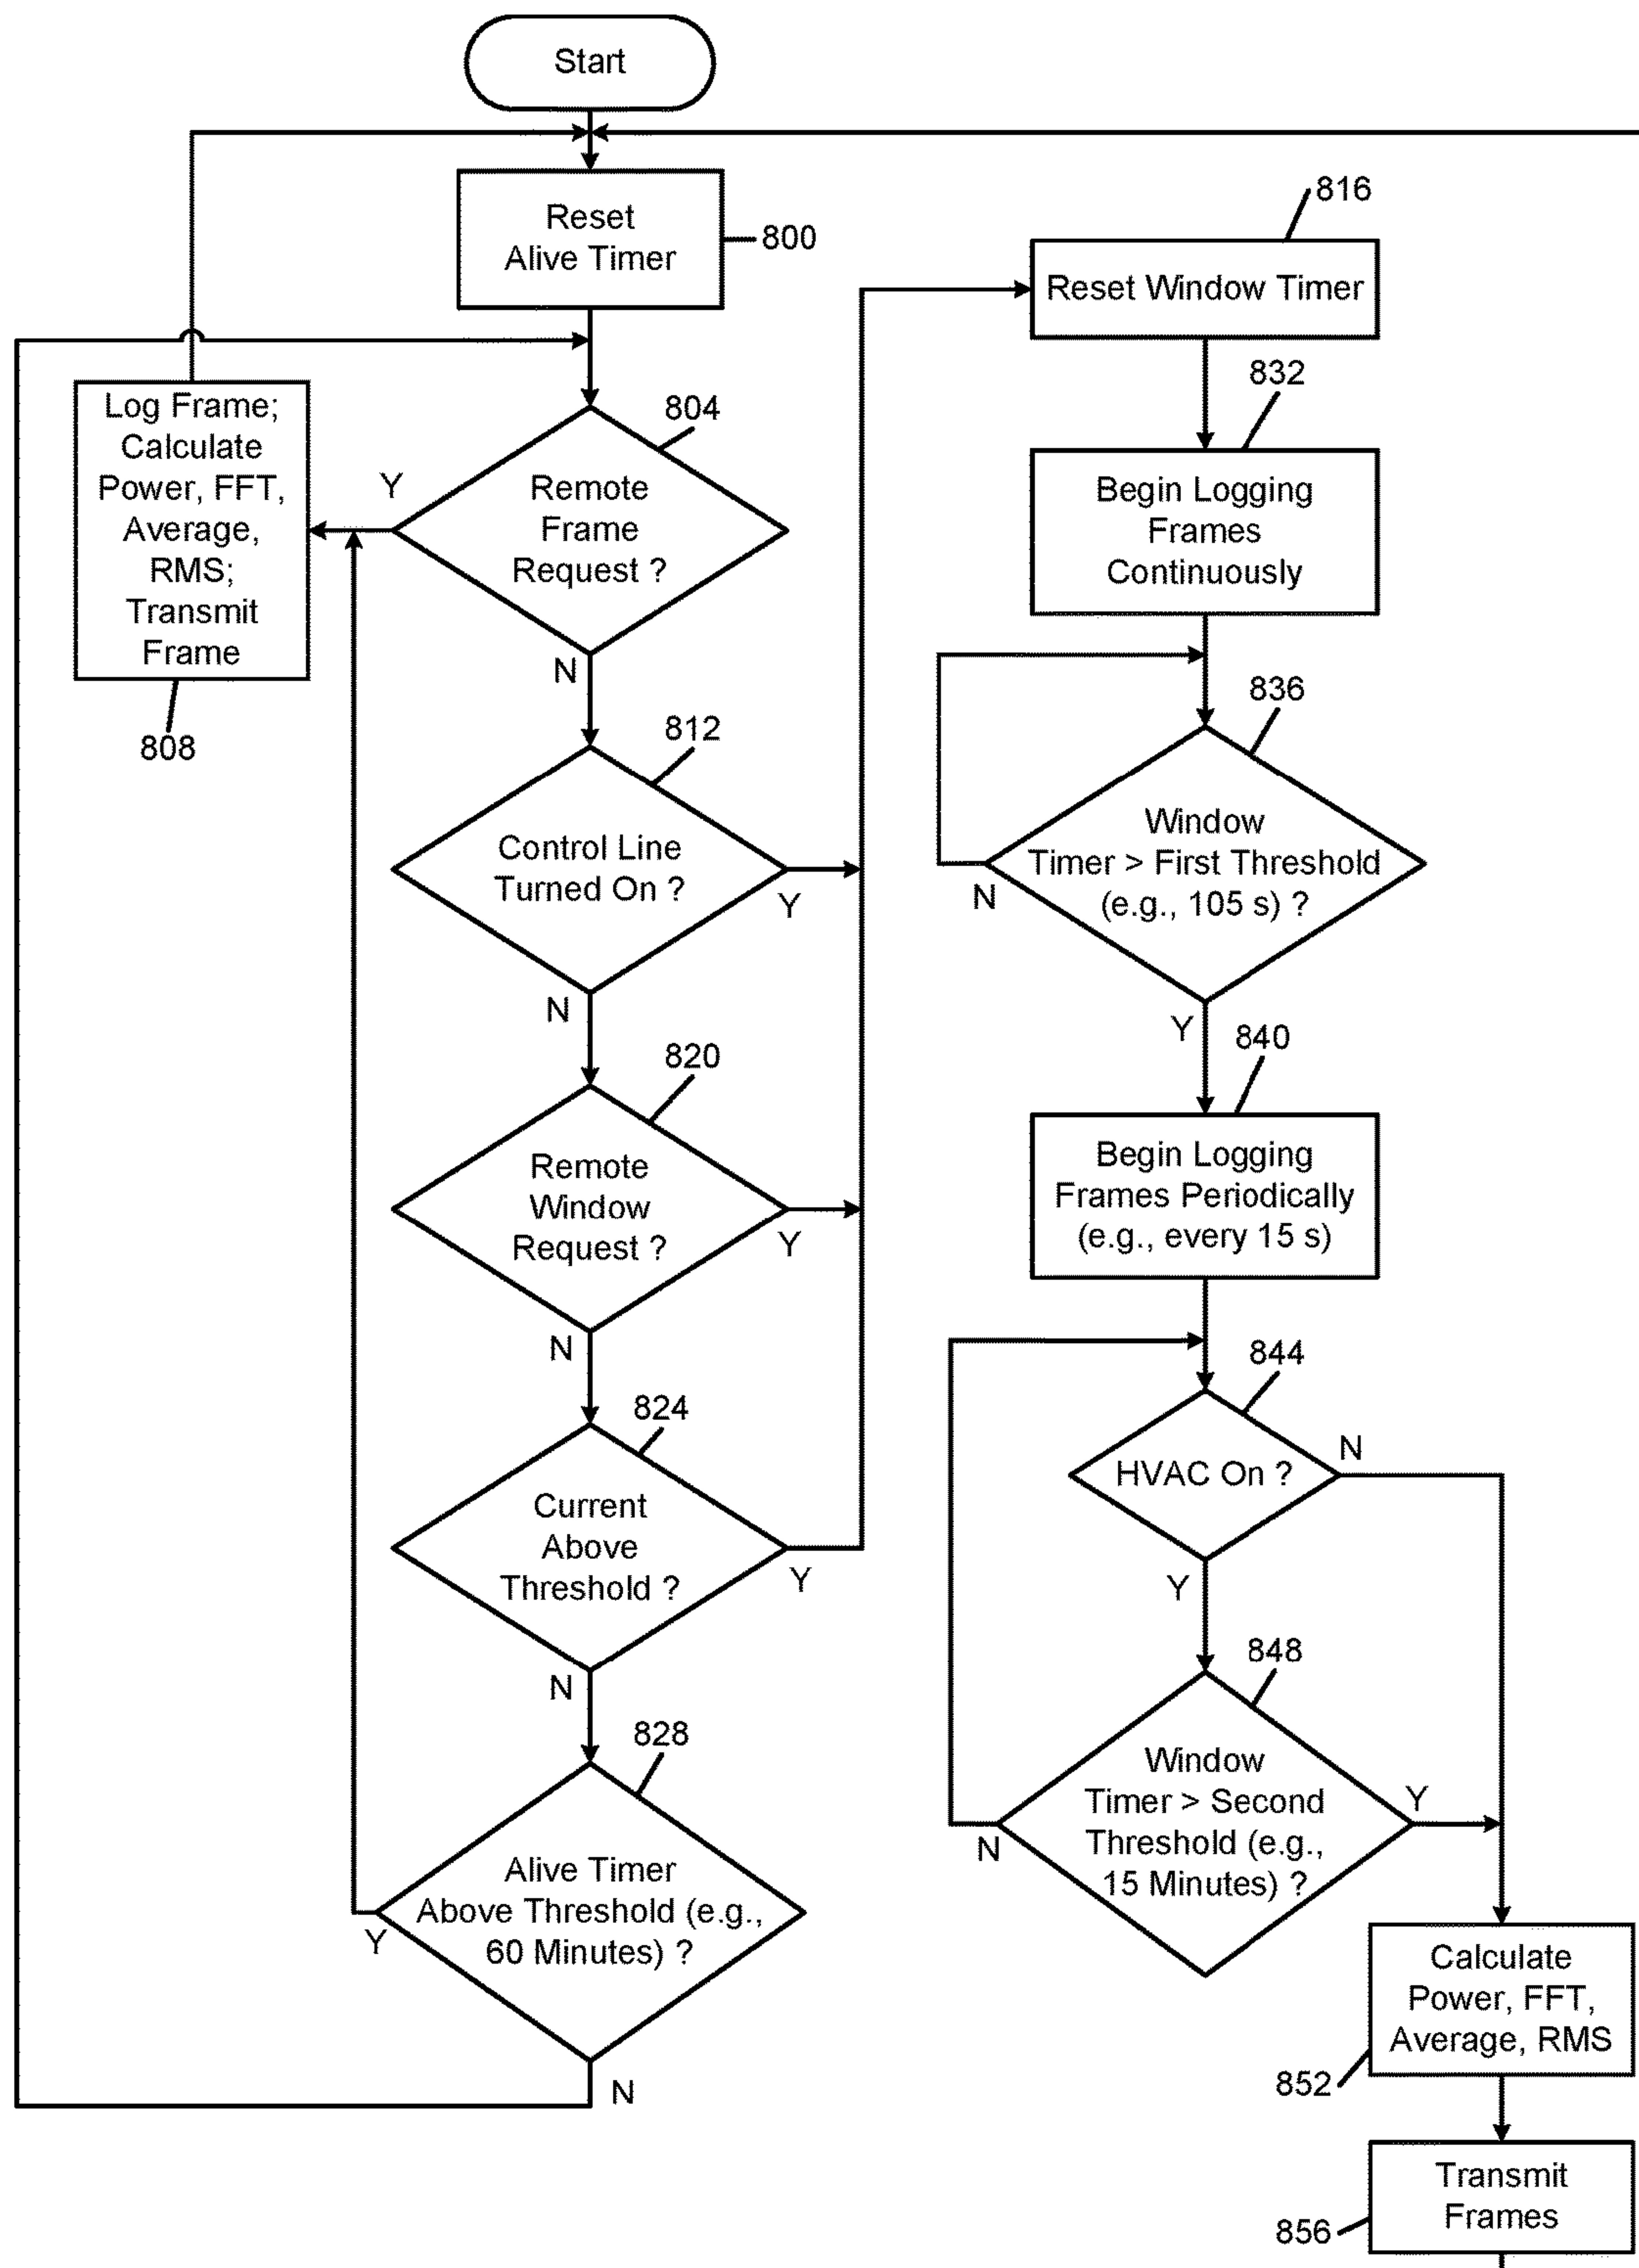 Start
Reset
Alive Timer
800
Log Frame;
Calculate
Power, FFT,
Average,
RMS;
Transmit
Frame
808
804
Y
Remote
Frame
Request ?
N
812
Control Line
Turned On ?
Y
N
820
Remote
Window
Request ?
Y
N
824
Current
Above
Threshold ?
Y
N
828
Alive Timer
Above Threshold (e.g.,
60 Minutes) ?
Y
N
816
Reset Window Timer
832
Begin Logging
Frames
Continuously
836
Window
Timer > First Threshold
(e.g., 105 s) ?
N
Y
840
Begin Logging
Frames Periodically
(e.g., every 15 s)
844
HVAC On ?
N
Y
848
Window
Timer > Second
Threshold (e.g.,
15 Minutes) ?
Y
N
Calculate
Power, FFT,
Average, RMS
852
Transmit
Frames
856